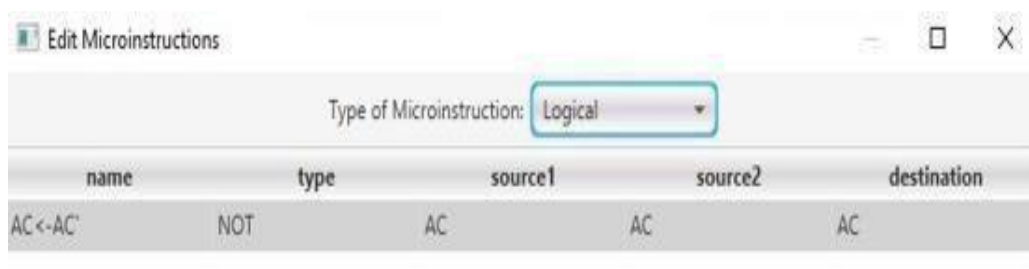 Edit Microinstructions
Type of Microinstruction: Logical
name type source1 source2 destination
AC<-AC' NOT AC AC AC